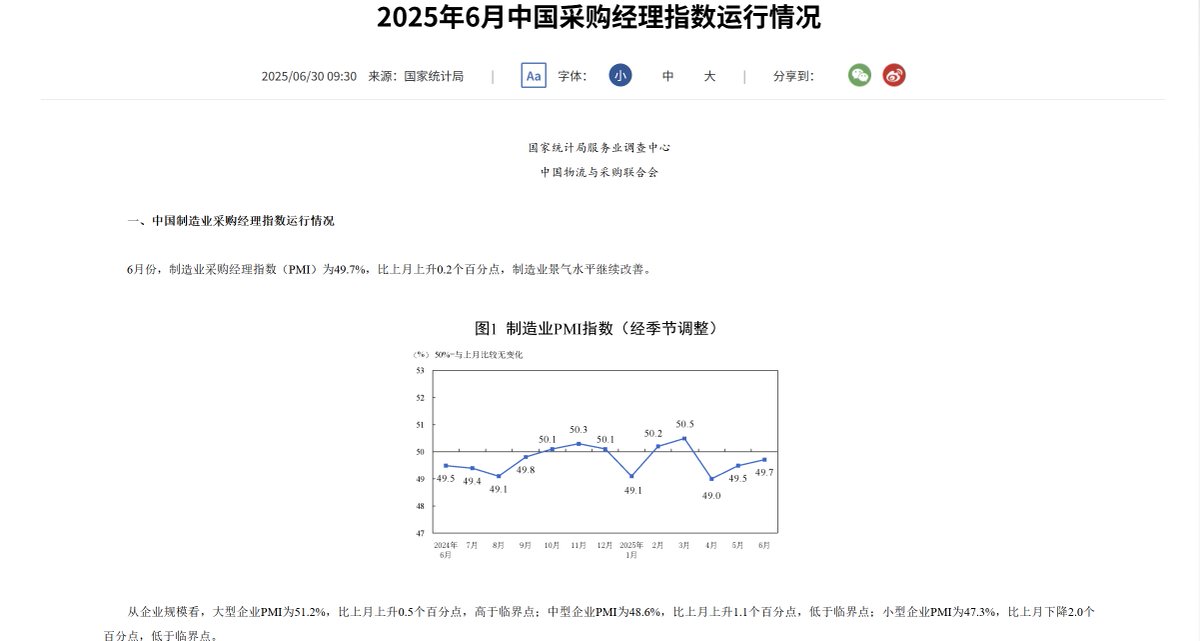 2025年6月中国采购经理指数运行情况
2025/06/30 09:30 来源：国家统计局 | Aa 字体： 小 中 大 | 分享到：
国家统计局服务业调查中心
中国物流与采购联合会
一、中国制造业采购经理指数运行情况
6月份，制造业采购经理指数（PMI）为49.7%，比上月上升0.2个百分点，制造业景气水平继续改善。
图1 制造业PMI指数（经季节调整）
（%） 50%=与上月比较无变化
53
52
51
50
49
48
47
49.5 49.4 49.1 49.8 50.1 50.3 50.1 49.1 50.2 50.5 49.0 49.5 49.7
2024年 7月 8月 9月 10月 11月 12月 2025年 2月 3月 4月 5月 6月
6月 1月
从企业规模看，大型企业PMI为51.2%，比上月上升0.5个百分点，高于临界点；中型企业PMI为48.6%，比上月上升1.1个百分点，低于临界点；小型企业PMI为47.3%，比上月下降2.0个
百分点，低于临界点。